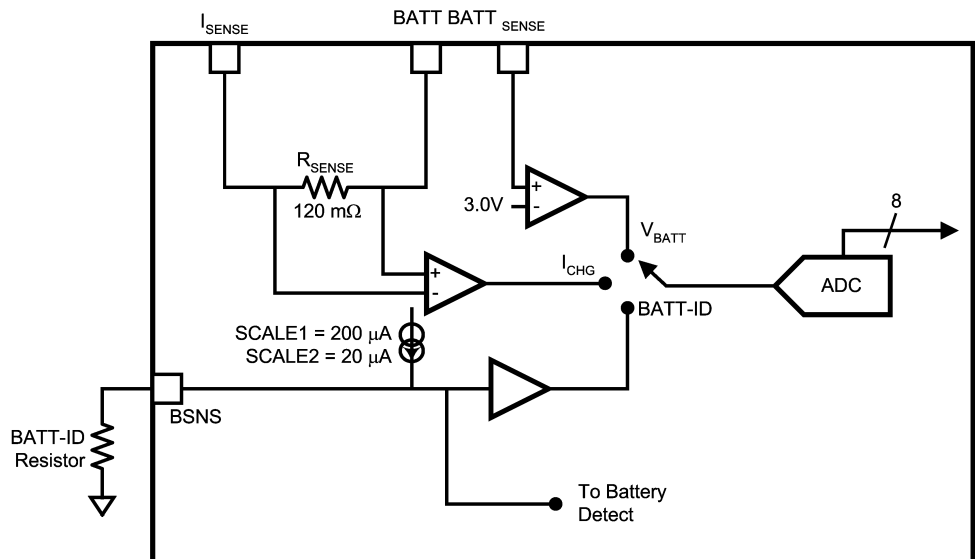 I_SENSE
BATT BATT_SENSE
R_SENSE
120 mΩ
3.0V
+
-
V_BATT
8
ADC
I_CHG
+
-
BATT-ID
SCALE1 = 200 µA
SCALE2 = 20 µA
BSNS
BATT-ID
Resistor
To Battery
Detect